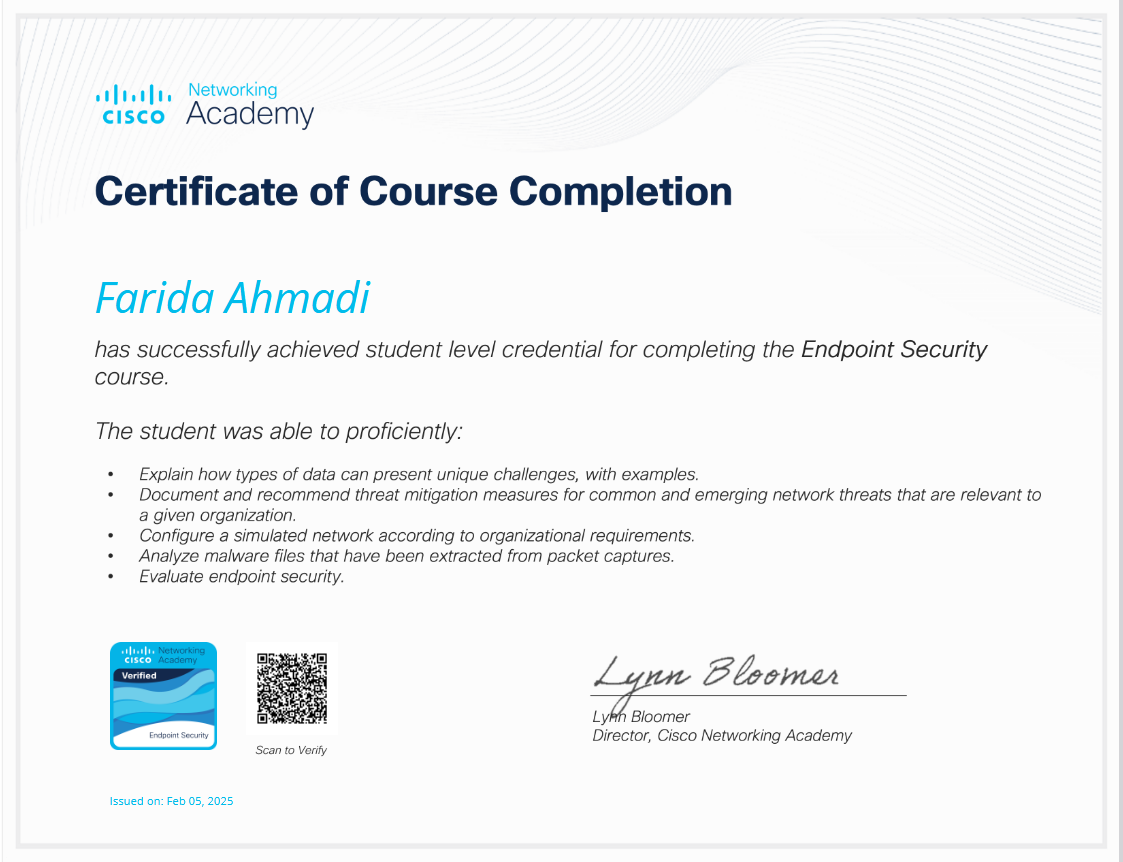 Networking
CISCO Academy
Certificate of Course Completion
Farida Ahmadi
has successfully achieved student level credential for completing the Endpoint Security
course.
The student was able to proficiently:
• Explain how types of data can present unique challenges, with examples.
• Document and recommend threat mitigation measures for common and emerging network threats that are relevant to
a given organization.
• Configure a simulated network according to organizational requirements.
• Analyze malware files that have been extracted from packet captures.
• Evaluate endpoint security.
Networking
CISCO Academy
Verified
Endpoint Security
Scan to Verify
Lynn Bloomer
Lynn Bloomer
Director, Cisco Networking Academy
Issued on: Feb 05, 2025